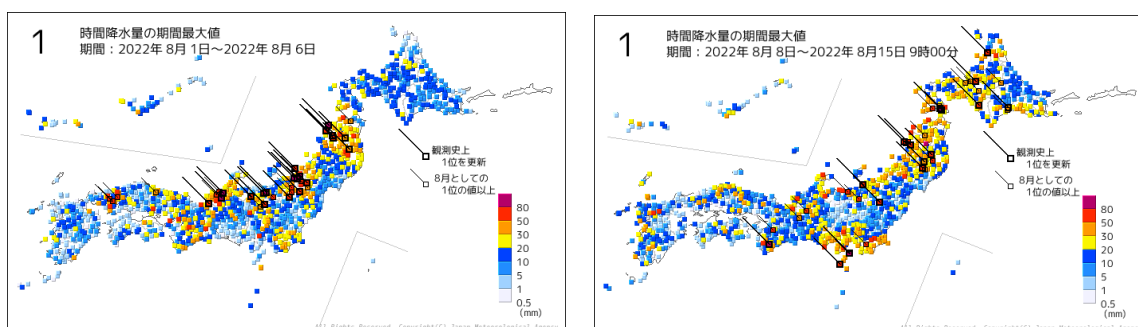 1
時間降水量の期間最大値
期間：2022年 8月 1日～2022年 8月 6日
観測史上
1位を更新
8月としての
1位の値以上
80
50
30
20
10
5
1
0.5
(mm)
1
時間降水量の期間最大値
期間：2022年 8月 8日～2022年 8月15日 9時00分
観測史上
1位を更新
8月としての
1位の値以上
80
50
30
20
10
5
1
0.5
(mm)